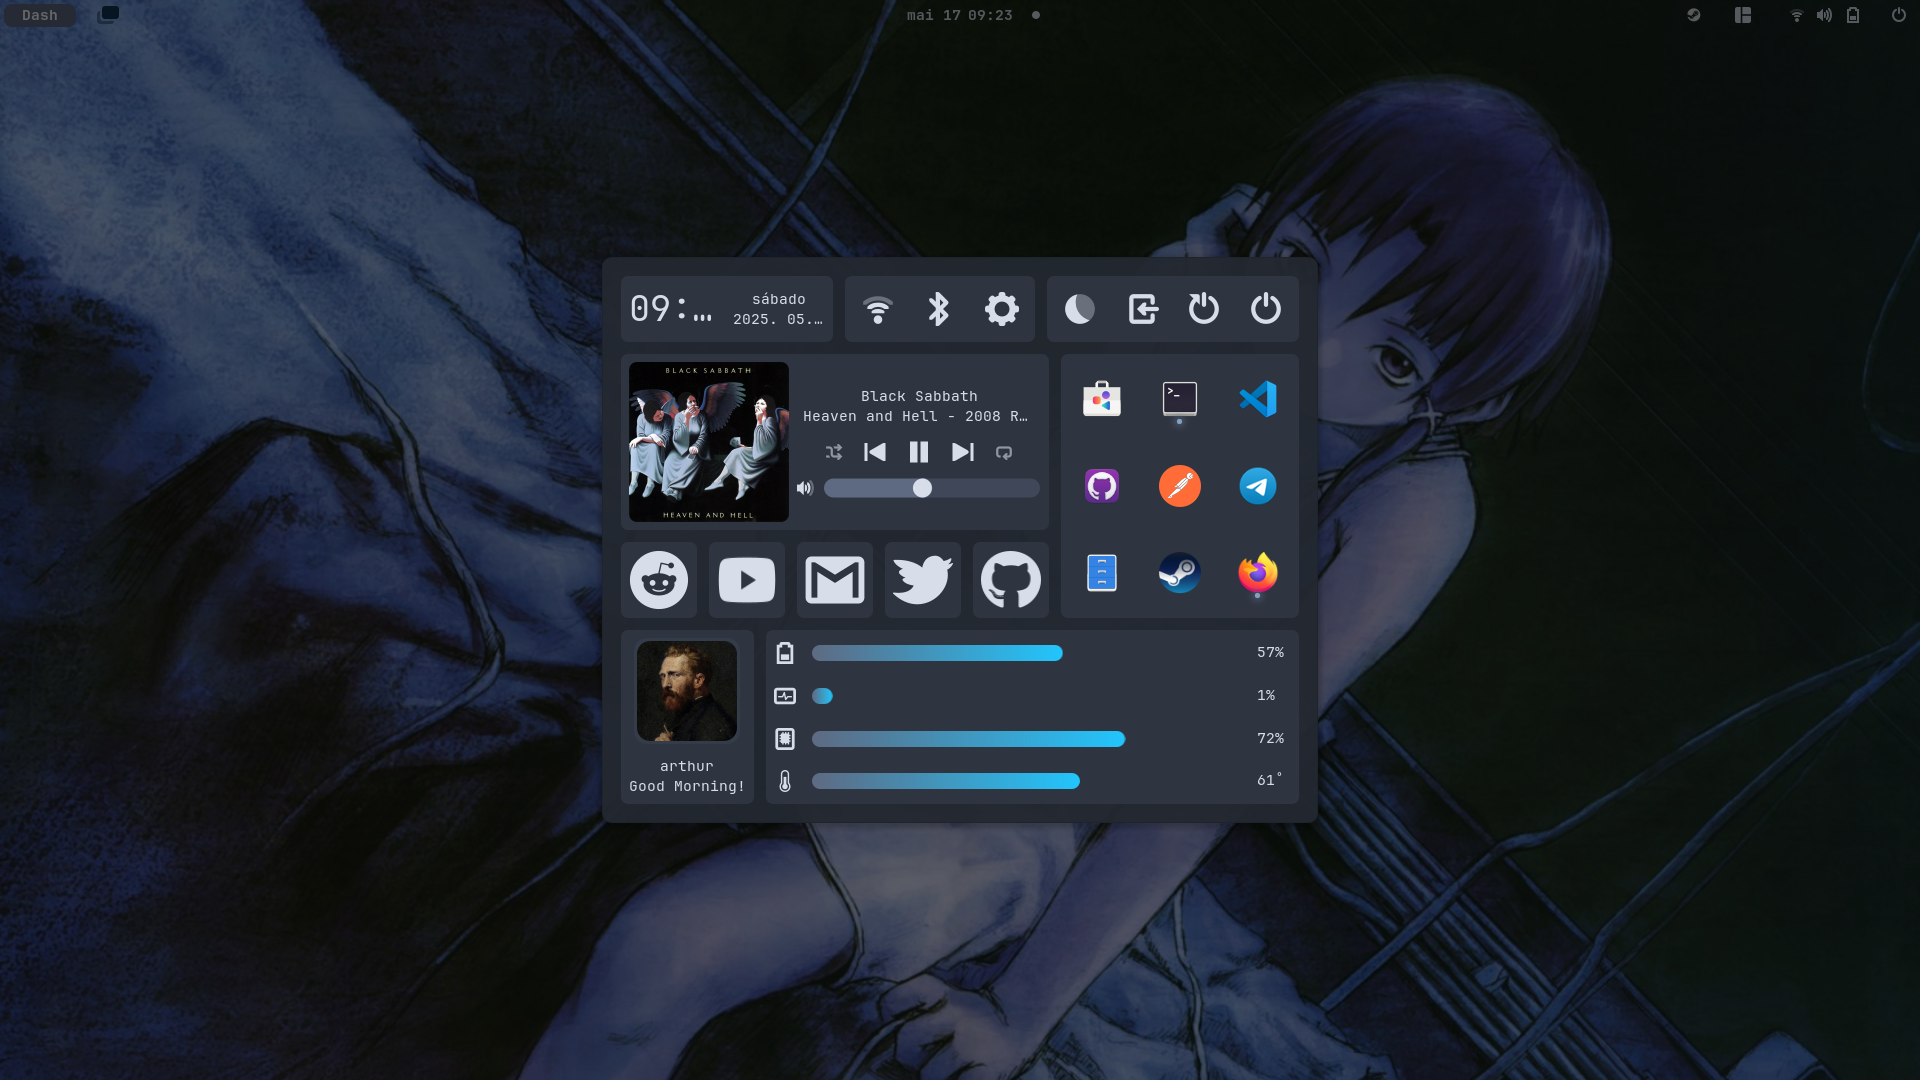 Dash
mai 17 09:23
09:…
sábado
2025. 05.…
BLACK SABBATH
HEAVEN AND HELL
Black Sabbath
Heaven and Hell - 2008 R…
>_
57%
1%
72%
61°
arthur
Good Morning!